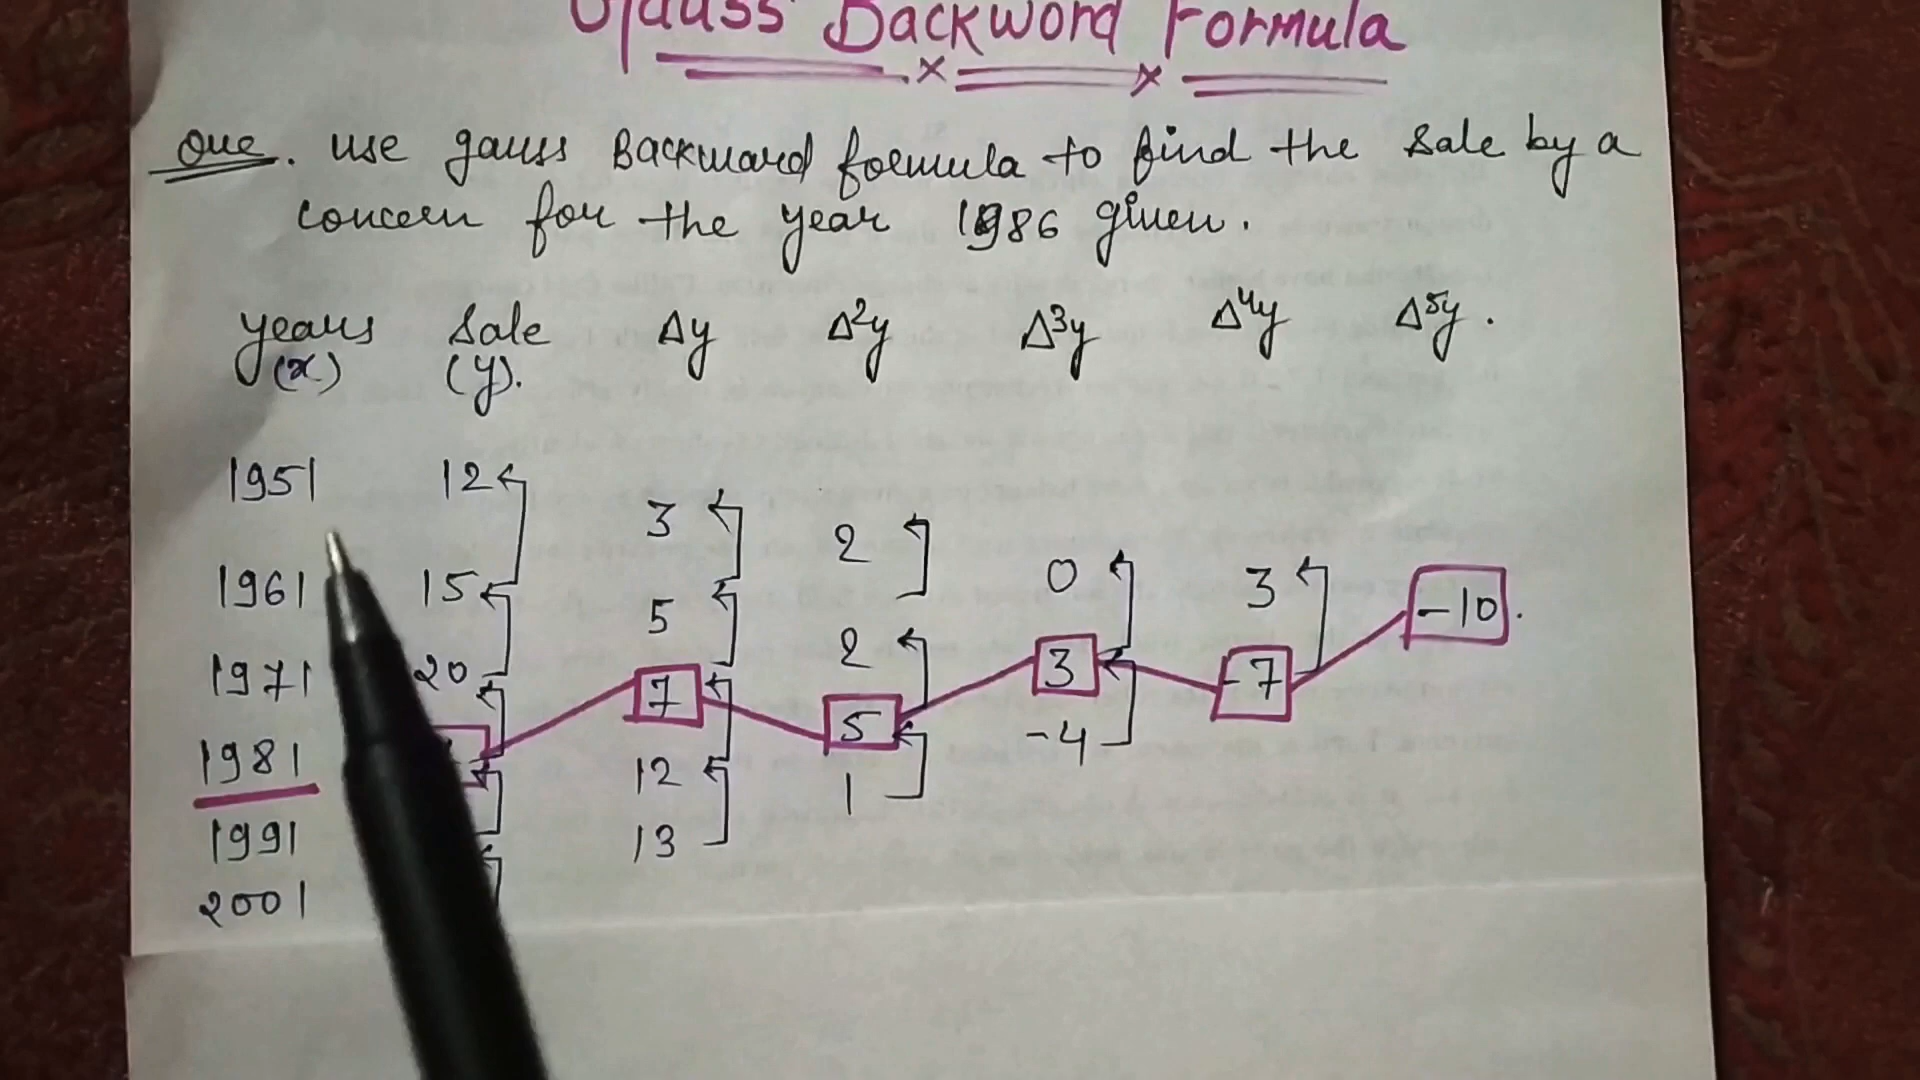 Gauss Backword Formula
Que. use gauss Backward formula to find the sale by a
concern for the year 1986 given.
years (x) Sale (y). Δy Δ²y Δ³y Δ⁴y Δ⁵y.
1951 12
3
2
1961 15 0 3 -10.
5
2
1971 20 7 3 -7
5
1981 12 -4
1
1991 13
2001